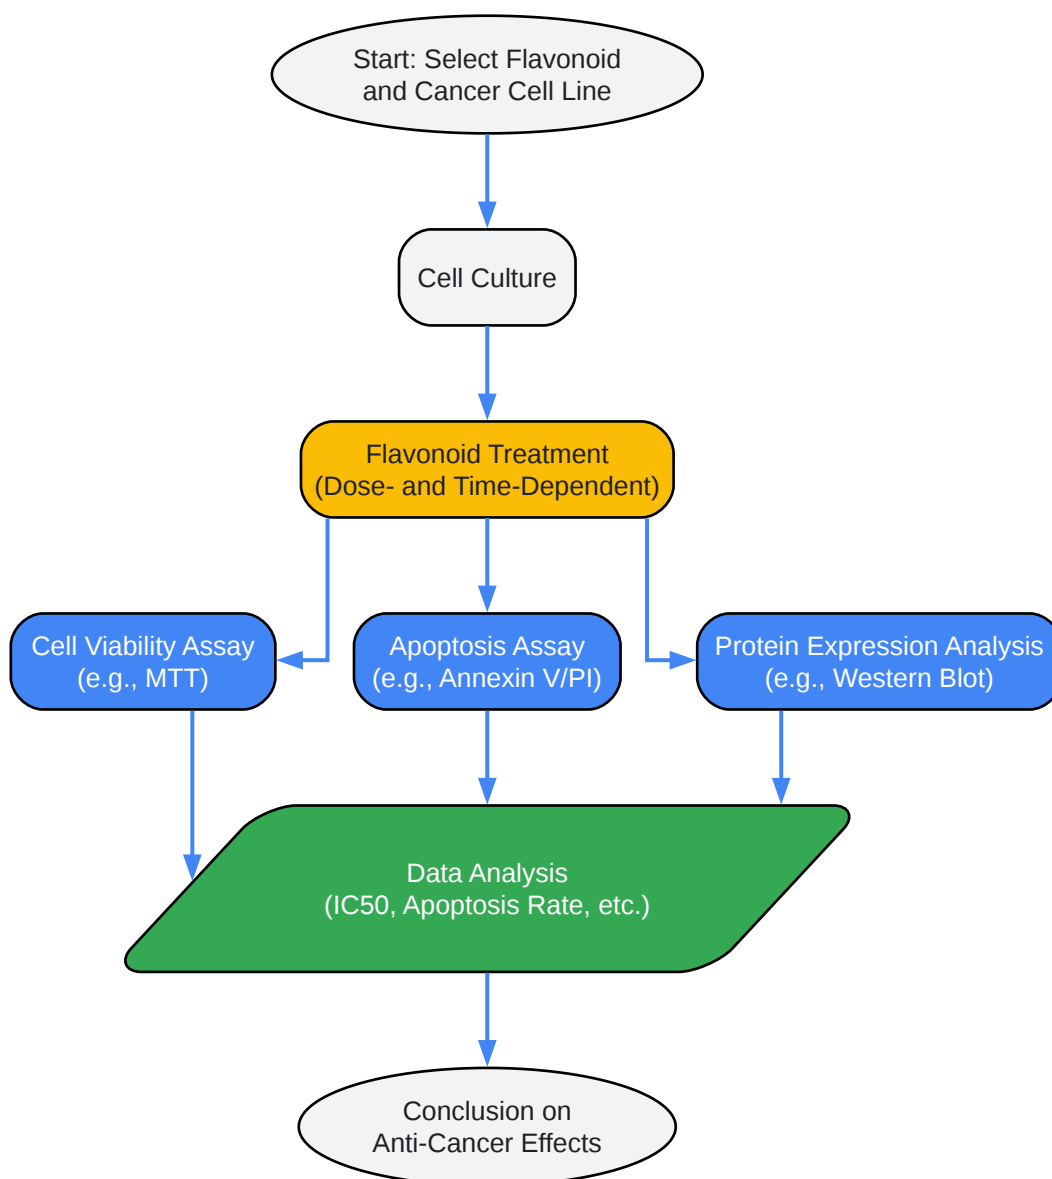 Start: Select Flavonoid
and Cancer Cell Line
Cell Culture
Flavonoid Treatment
(Dose- and Time-Dependent)
Cell Viability Assay
(e.g., MTT)
Apoptosis Assay
(e.g., Annexin V/PI)
Protein Expression Analysis
(e.g., Western Blot)
Data Analysis
(IC50, Apoptosis Rate, etc.)
Conclusion on
Anti-Cancer Effects